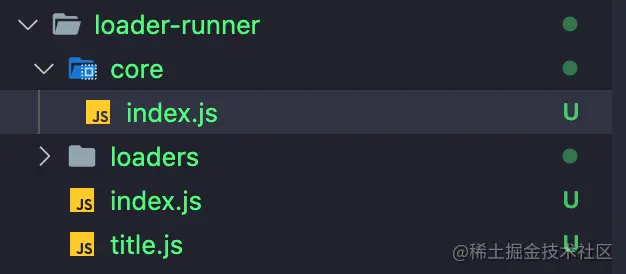 loader-runner
core
JS index.js U
loaders
JS index.js U
JS title.js U
@稀土掘金技术社区